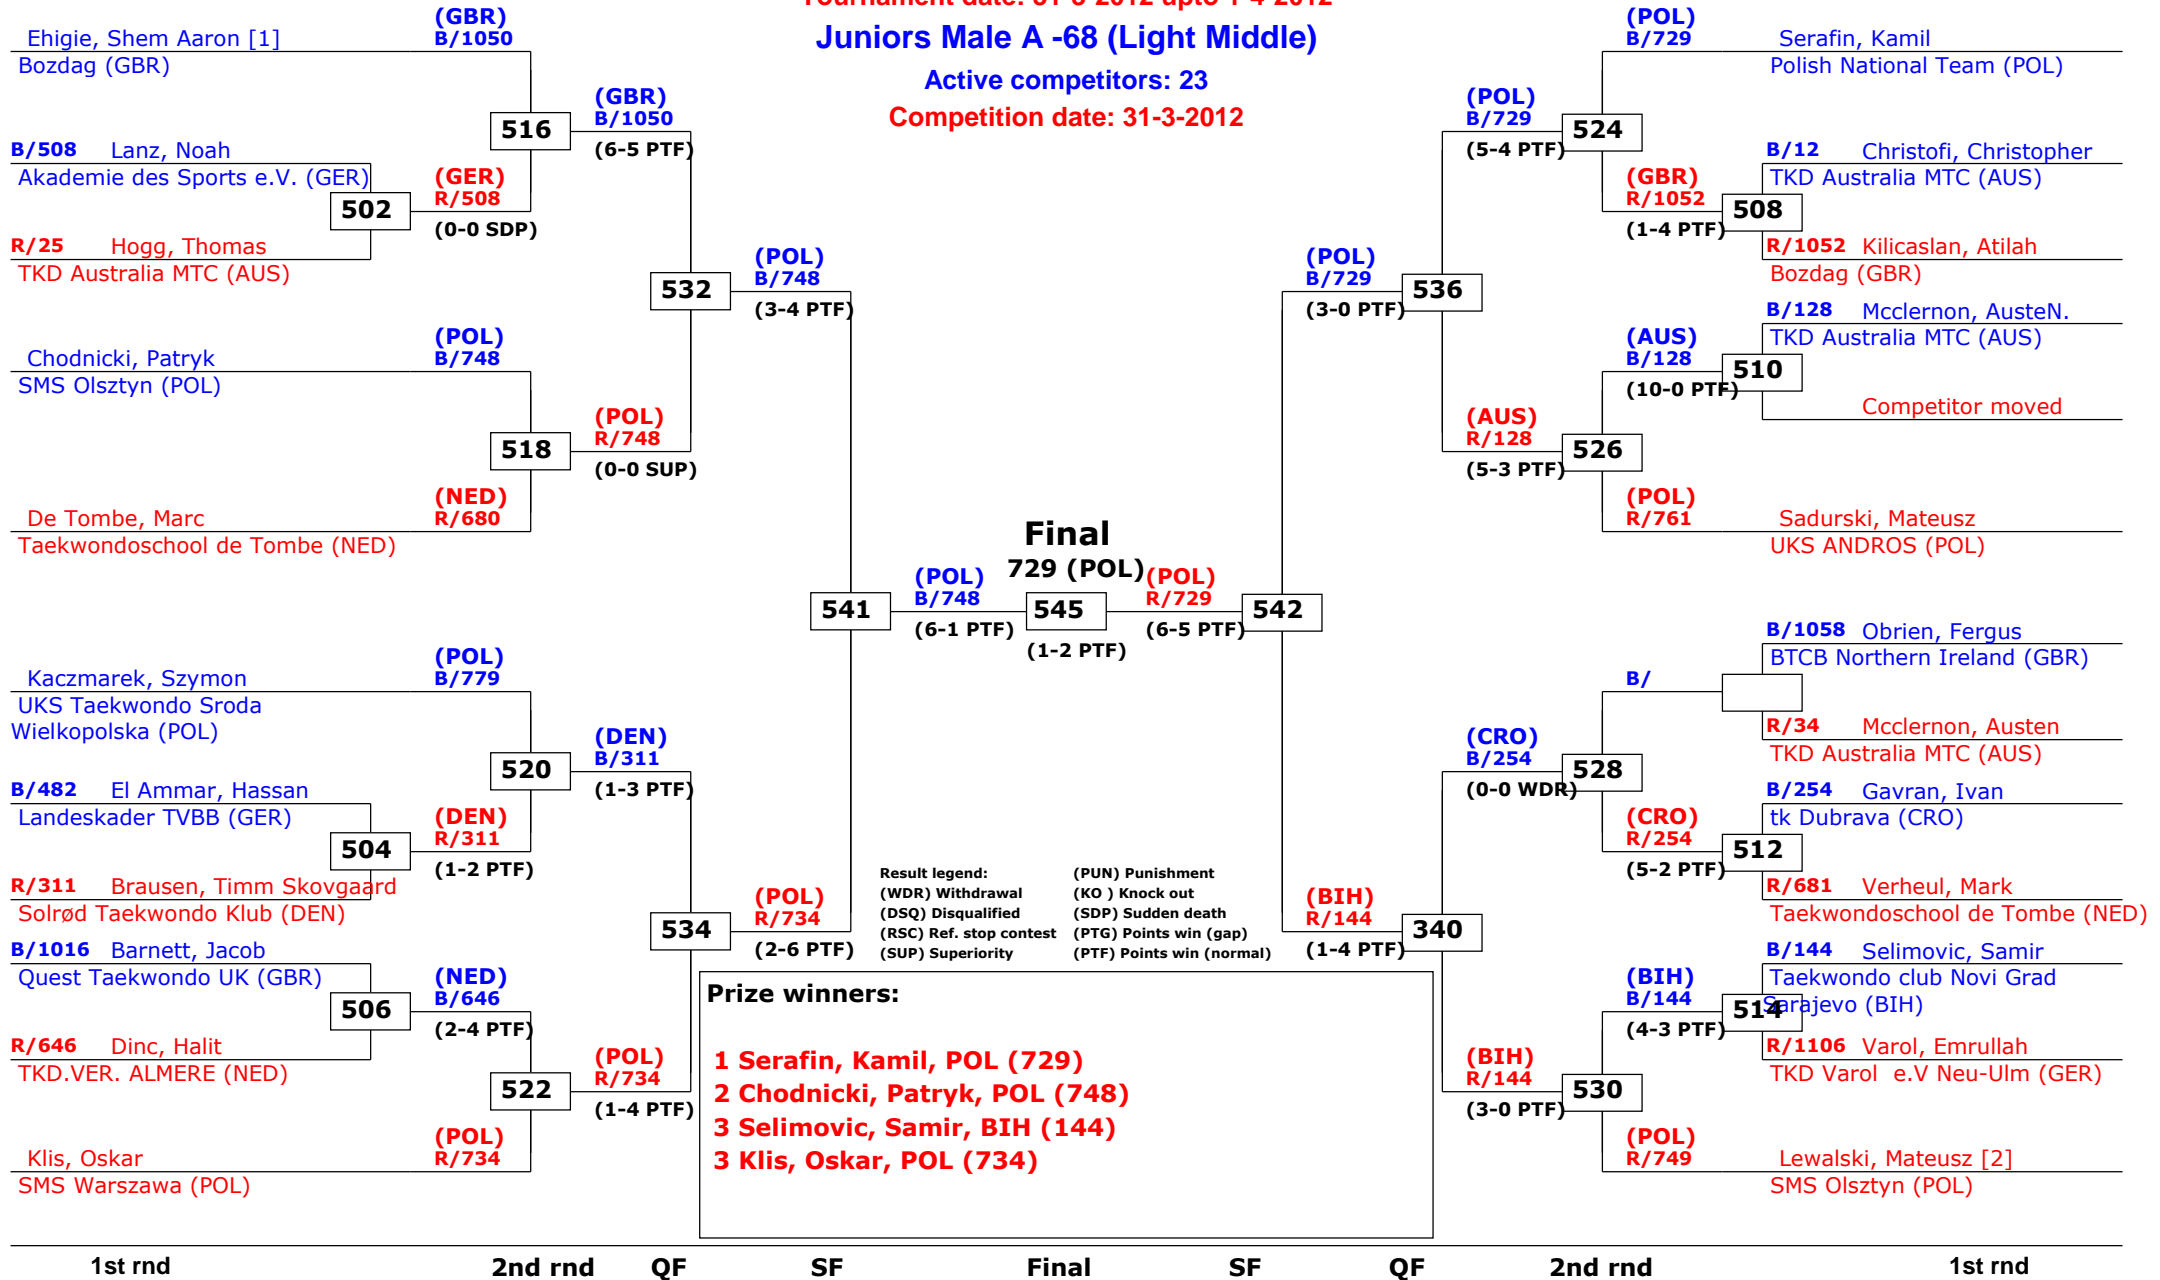 Tournament date: 31-3-2012 upto 1-4-2012
Juniors Male A -68 (Light Middle)
Active competitors: 23
Competition date: 31-3-2012
Ehigie, Shem Aaron [1]
Bozdag (GBR)
(GBR)
B/1050
B/508 Lanz, Noah
Akademie des Sports e.V. (GER)
502
R/25 Hogg, Thomas
TKD Australia MTC (AUS)
(GER)
R/508
(0-0 SDP)
516
(GBR)
B/1050
(6-5 PTF)
Chodnicki, Patryk
SMS Olsztyn (POL)
(POL)
B/748
518
(POL)
R/748
(0-0 SUP)
De Tombe, Marc
Taekwondoschool de Tombe (NED)
(NED)
R/680
532
(POL)
B/748
(3-4 PTF)
Kaczmarek, Szymon
UKS Taekwondo Sroda
Wielkopolska (POL)
(POL)
B/779
B/482 El Ammar, Hassan
Landeskader TVBB (GER)
504
R/311 Brausen, Timm Skovgaard
Solrød Taekwondo Klub (DEN)
(DEN)
R/311
(1-2 PTF)
520
(DEN)
B/311
(1-3 PTF)
B/1016 Barnett, Jacob
Quest Taekwondo UK (GBR)
506
R/646 Dinc, Halit
TKD.VER. ALMERE (NED)
(NED)
B/646
(2-4 PTF)
522
(POL)
R/734
(1-4 PTF)
Klis, Oskar
SMS Warszawa (POL)
(POL)
R/734
534
(POL)
R/734
(2-6 PTF)
541
(POL)
B/748
(6-1 PTF)
Final
729 (POL)
545
(1-2 PTF)
(POL)
R/729
(6-5 PTF)
542
(POL)
B/729
(3-0 PTF)
536
(POL)
B/729
(5-4 PTF)
524
(POL)
B/729
Serafin, Kamil
Polish National Team (POL)
B/12 Christofi, Christopher
TKD Australia MTC (AUS)
(GBR)
R/1052
(1-4 PTF)
508
R/1052 Kilicaslan, Atilah
Bozdag (GBR)
B/128 Mcclernon, AusteN.
TKD Australia MTC (AUS)
(AUS)
B/128
(10-0 PTF)
510
Competitor moved
(AUS)
R/128
(5-3 PTF)
526
(POL)
R/761
Sadurski, Mateusz
UKS ANDROS (POL)
B/1058 Obrien, Fergus
BTCB Northern Ireland (GBR)
B/
R/34 Mcclernon, Austen
TKD Australia MTC (AUS)
(CRO)
B/254
(0-0 WDR)
528
B/254 Gavran, Ivan
tk Dubrava (CRO)
(CRO)
R/254
(5-2 PTF)
512
R/681 Verheul, Mark
Taekwondoschool de Tombe (NED)
(BIH)
R/144
(1-4 PTF)
340
B/144 Selimovic, Samir
Taekwondo club Novi Grad
Sarajevo (BIH)
(BIH)
B/144
(4-3 PTF)
514
R/1106 Varol, Emrullah
TKD Varol e.V Neu-Ulm (GER)
(BIH)
R/144
(3-0 PTF)
530
(POL)
R/749
Lewalski, Mateusz [2]
SMS Olsztyn (POL)
Result legend: (PUN) Punishment
(WDR) Withdrawal (KO ) Knock out
(DSQ) Disqualified (SDP) Sudden death
(RSC) Ref. stop contest (PTG) Points win (gap)
(SUP) Superiority (PTF) Points win (normal)
Prize winners:
1 Serafin, Kamil, POL (729)
2 Chodnicki, Patryk, POL (748)
3 Selimovic, Samir, BIH (144)
3 Klis, Oskar, POL (734)
1st rnd 2nd rnd QF SF Final SF QF 2nd rnd 1st rnd